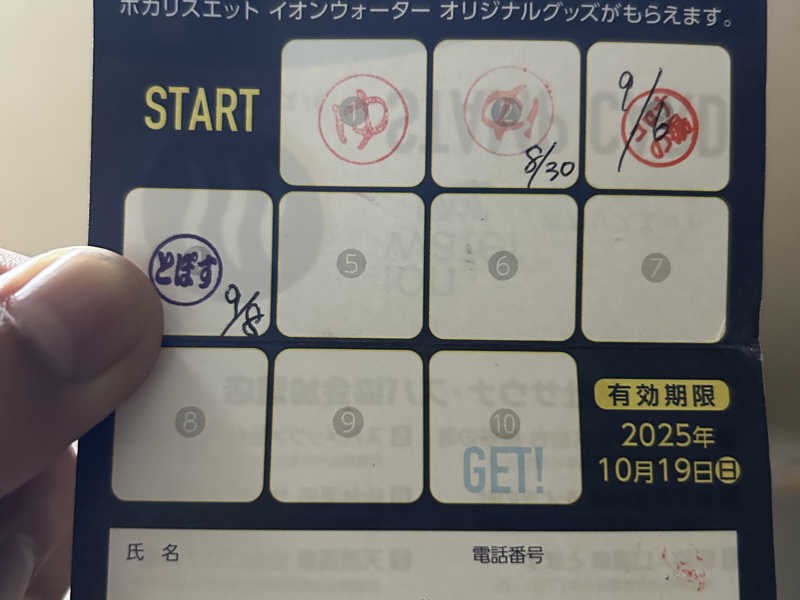 ポカリスエット イオンウォーター オリジナルグッズがもらえます。
START
1
ゆ
2
8/30
9/6
の湯
とぽす
9/8
5
6
7
8
9
10
GET!
有効期限
2025年
10月19日日
氏 名
電話番号